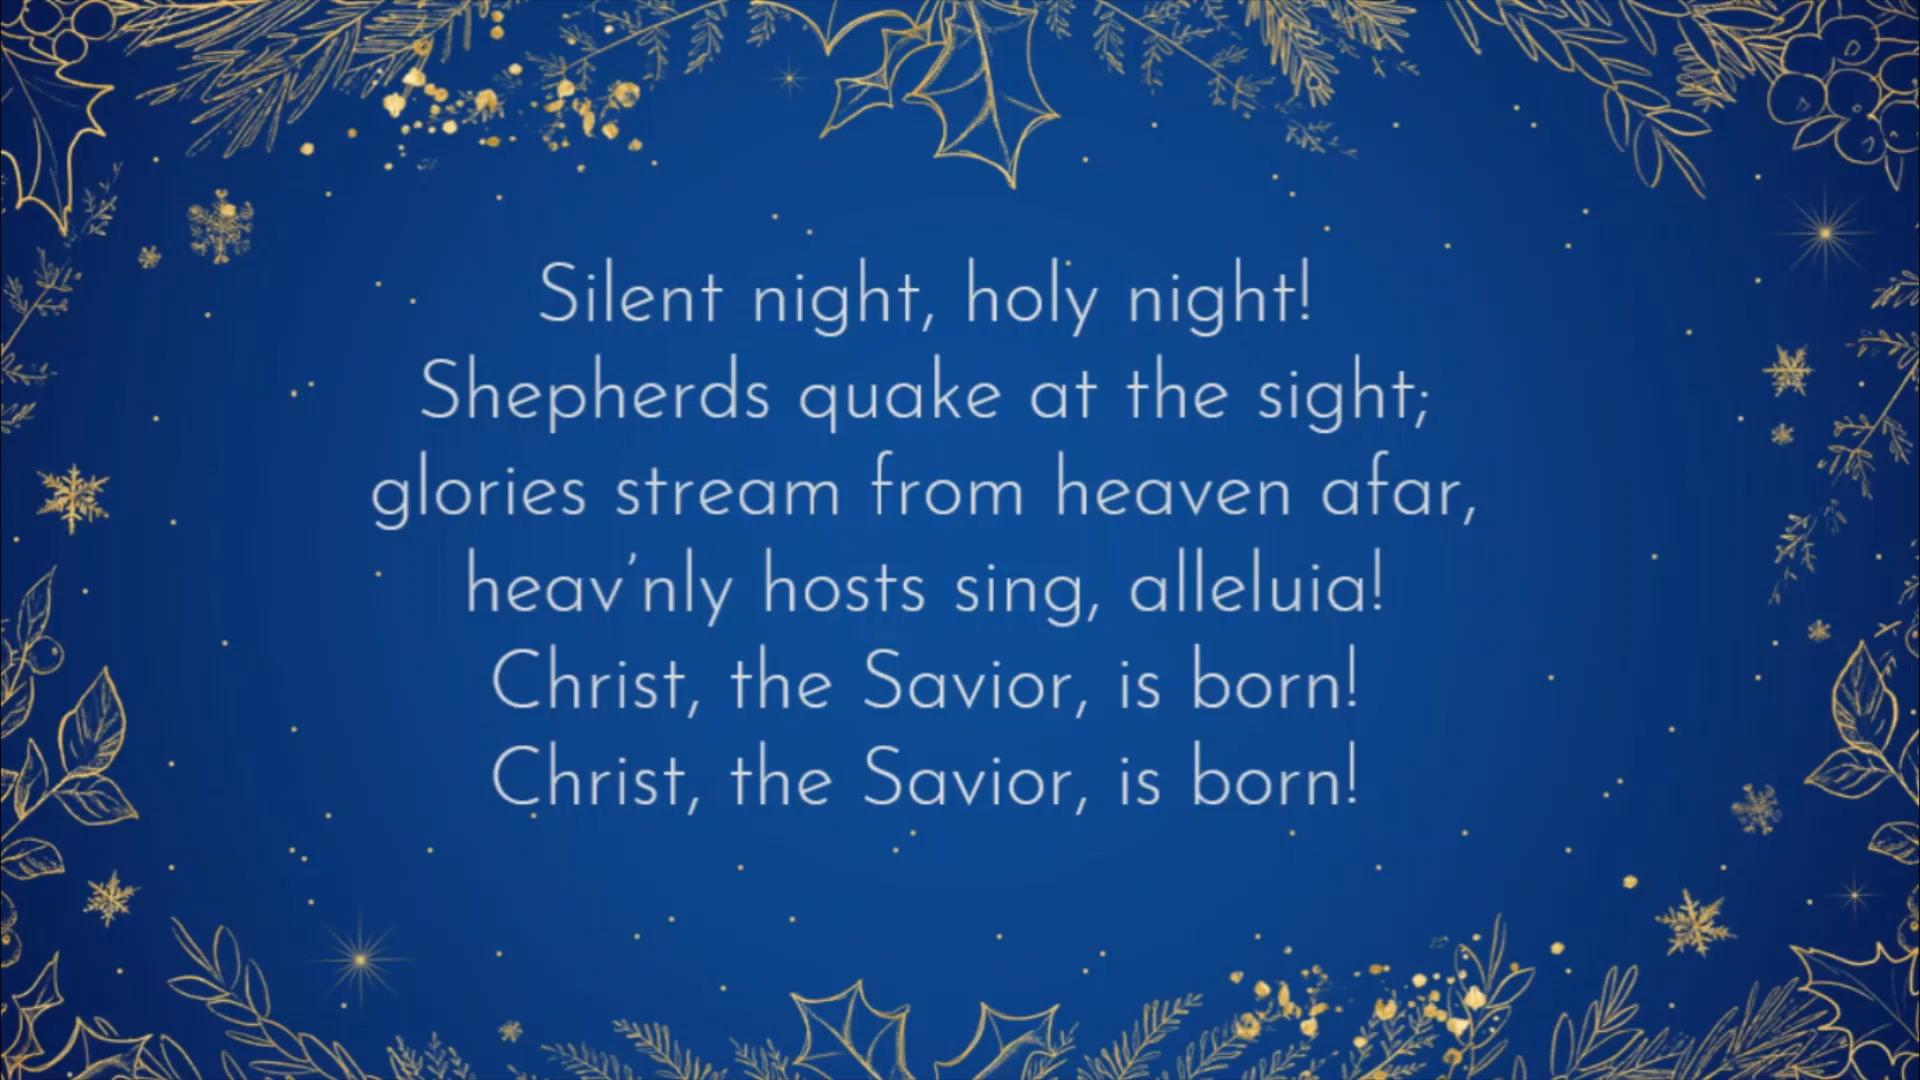 Silent night, holy night!
Shepherds quake at the sight;
glories stream from heaven afar,
heav’nly hosts sing, alleluia!
Christ, the Savior, is born!
Christ, the Savior, is born!